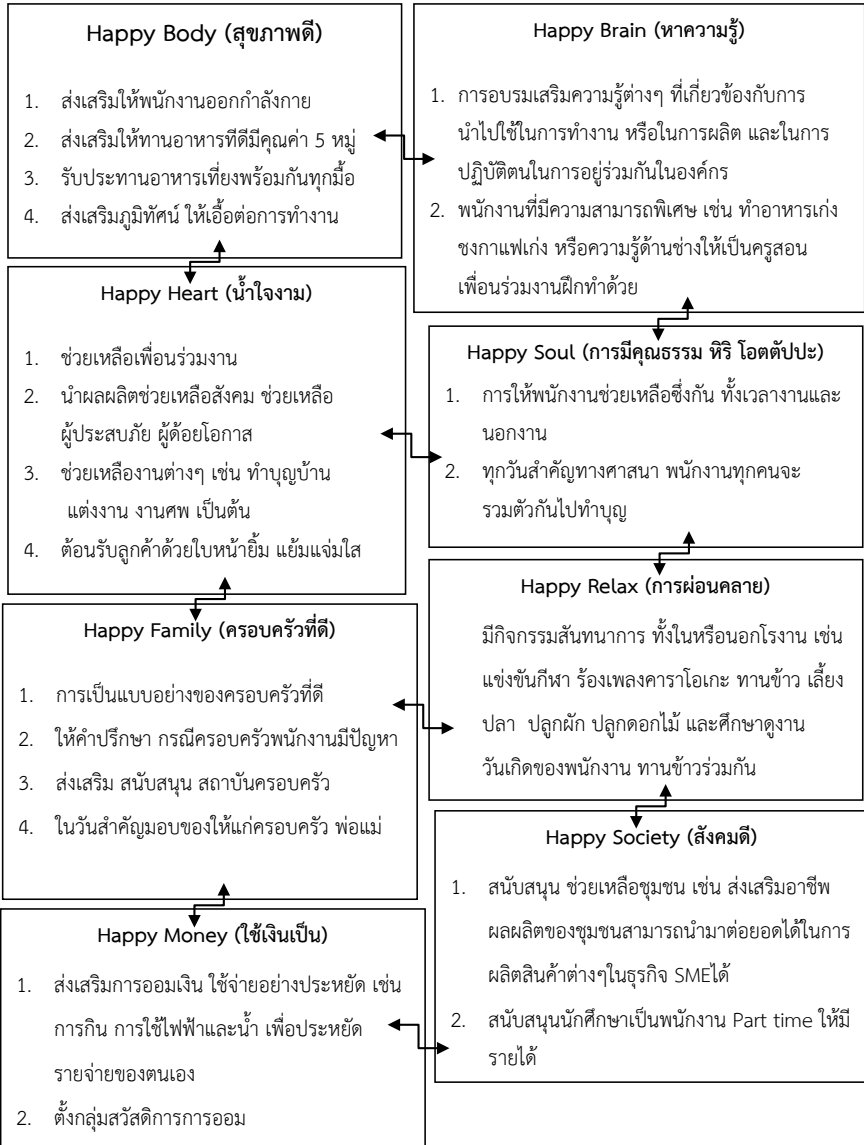 Happy Body (สุขภาพดี)
1. ส่งเสริมให้พนักงานออกกำลังกาย
2. ส่งเสริมให้ทานอาหารทีดีมีคุณค่า 5 หมู่
3. รับประทานอาหารเที่ยงพร้อมกันทุกมื้อ
4. ส่งเสริมภูมิทัศน์ ให้เอื้อต่อการทำงาน
Happy Brain (หาความรู้)
1. การอบรมเสริมความรู้ต่างๆ ที่เกี่ยวข้องกับการ
นำไปใช้ในการทำงาน หรือในการผลิต และในการ
ปฏิบัติตนในการอยู่ร่วมกันในองค์กร
2. พนักงานที่มีความสามารถพิเศษ เช่น ทำอาหารเก่ง
ชงกาแฟเก่ง หรือความรู้ด้านช่างให้เป็นครูสอน
เพื่อนร่วมงานฝึกทำด้วย
Happy Heart (น้ำใจงาม)
1. ช่วยเหลือเพื่อนร่วมงาน
2. นำผลผลิตช่วยเหลือสังคม ช่วยเหลือ
ผู้ประสบภัย ผู้ด้อยโอกาส
3. ช่วยเหลืองานต่างๆ เช่น ทำบุญบ้าน
แต่งงาน งานศพ เป็นต้น
4. ต้อนรับลูกค้าด้วยใบหน้ายิ้ม แย้มแจ่มใส
Happy Soul (การมีคุณธรรม หิริ โอตตัปปะ)
1. การให้พนักงานช่วยเหลือซึ่งกัน ทั้งเวลางานและ
นอกงาน
2. ทุกวันสำคัญทางศาสนา พนักงานทุกคนจะ
รวมตัวกันไปทำบุญ
Happy Relax (การผ่อนคลาย)
มีกิจกรรมสันทนาการ ทั้งในหรือนอกโรงาน เช่น
แข่งขันกีฬา ร้องเพลงคาราโอเกะ ทานข้าว เลี้ยง
ปลา ปลูกผัก ปลูกดอกไม้ และศึกษาดูงาน
วันเกิดของพนักงาน ทานข้าวร่วมกัน
Happy Family (ครอบครัวที่ดี)
1. การเป็นแบบอย่างของครอบครัวที่ดี
2. ให้คำปรึกษา กรณีครอบครัวพนักงานมีปัญหา
3. ส่งเสริม สนับสนุน สถาบันครอบครัว
4. ในวันสำคัญมอบของให้แก่ครอบครัว พ่อแม่
Happy Society (สังคมดี)
1. สนับสนุน ช่วยเหลือชุมชน เช่น ส่งเสริมอาชีพ
ผลผลิตของชุมชนสามารถนำมาต่อยอดได้ในการ
ผลิตสินค้าต่างๆในธุรกิจ SMEได้
2. สนับสนุนนักศึกษาเป็นพนักงาน Part time ให้มี
รายได้
Happy Money (ใช้เงินเป็น)
1. ส่งเสริมการออมเงิน ใช้จ่ายอย่างประหยัด เช่น
การกิน การใช้ไฟฟ้าและน้ำ เพื่อประหยัด
รายจ่ายของตนเอง
2. ตั้งกลุ่มสวัสดิการการออม